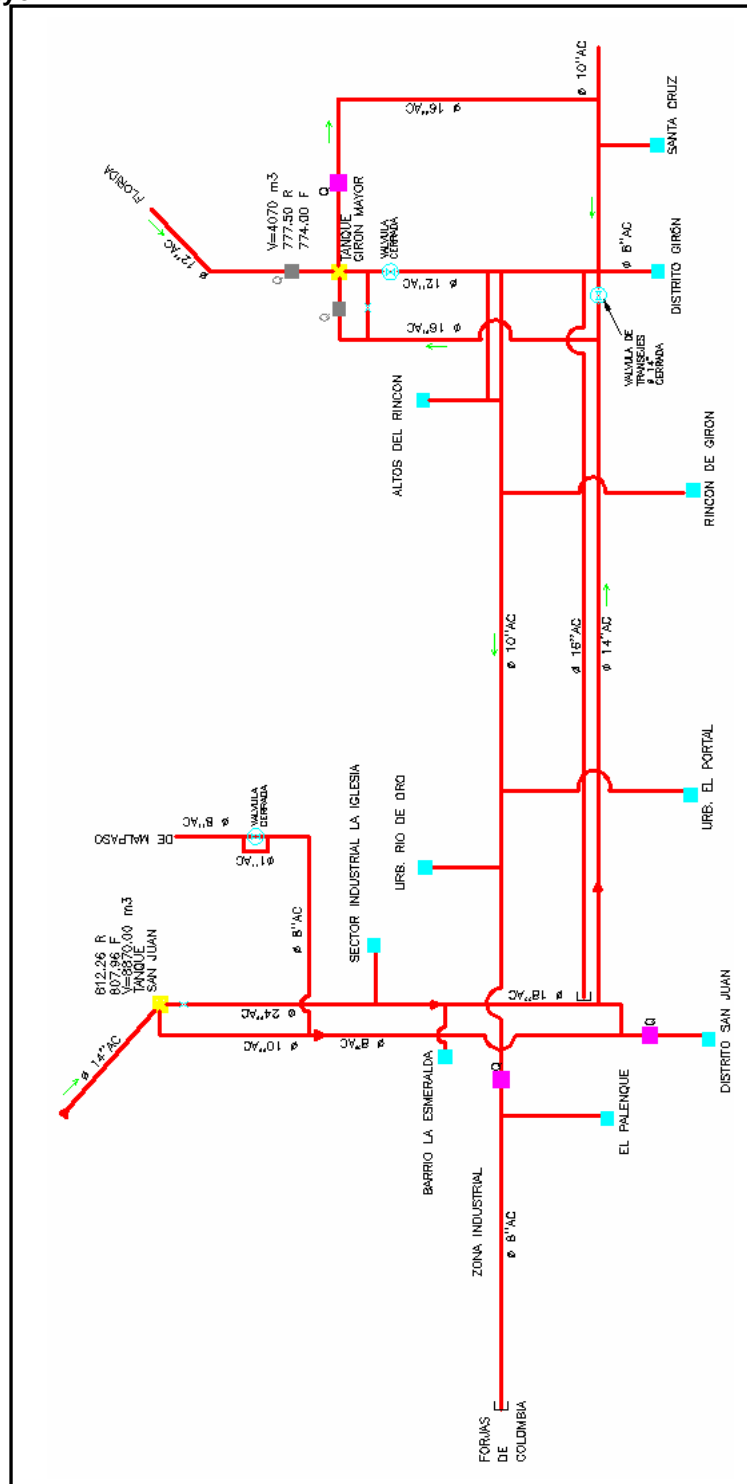 y
FLORIDA
ø 12"AC
V=4070 m3
777.50 R
774.00 F
TANQUE
GIRON MAYOR
Q
Q
Q
ø 16"AC
ø 10"AC
SANTA CRUZ
VALVULA
CERRADA
ø 12"AC
ø 16"AC
ø 8"AC
DISTRITO GIRÓN
VALVULA DE
TRANSEJES
ø 14"
CERRADA
ALTOS DEL RINCON
RINCON DE GIRON
ø 10"AC
ø 16"AC
ø 14"AC
DE MALPASO
ø 8"AC
VALVULA
CERRADA
ø1"AC
ø 8"AC
SECTOR INDUSTRIAL LA IGLESIA
URB. RIO DE ORO
URB. EL PORTAL
812.26 R
807.96 F
V=8870.00 m3
TANQUE
SAN JUAN
ø 14"AC
ø 24"AC
ø 18"AC
ø 10"AC
ø 8"AC
BARRIO LA ESMERALDA
Q
Q
DISTRITO SAN JUAN
EL PALENQUE
ZONA INDUSTRIAL
ø 8"AC
FORJAS
DE
COLOMBIA